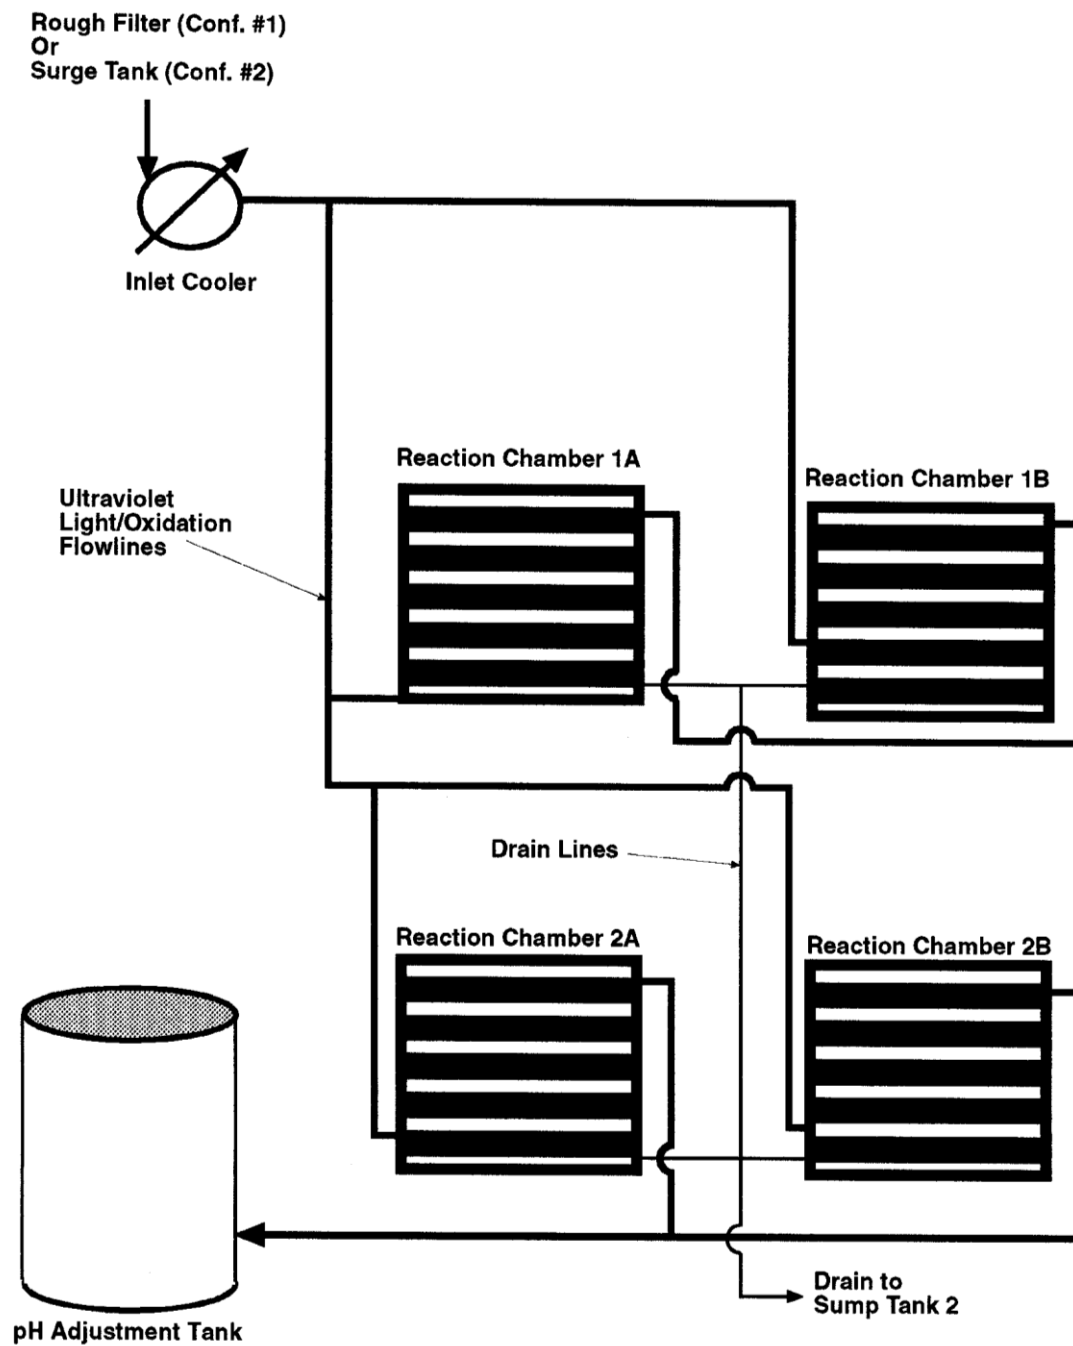 Rough Filter (Conf. #1)
Or
Surge Tank (Conf. #2)
Inlet Cooler
Reaction Chamber 1A
Reaction Chamber 1B
Ultraviolet
Light/Oxidation
Flowlines
Drain Lines
Reaction Chamber 2A
Reaction Chamber 2B
Drain to
Sump Tank 2
pH Adjustment Tank